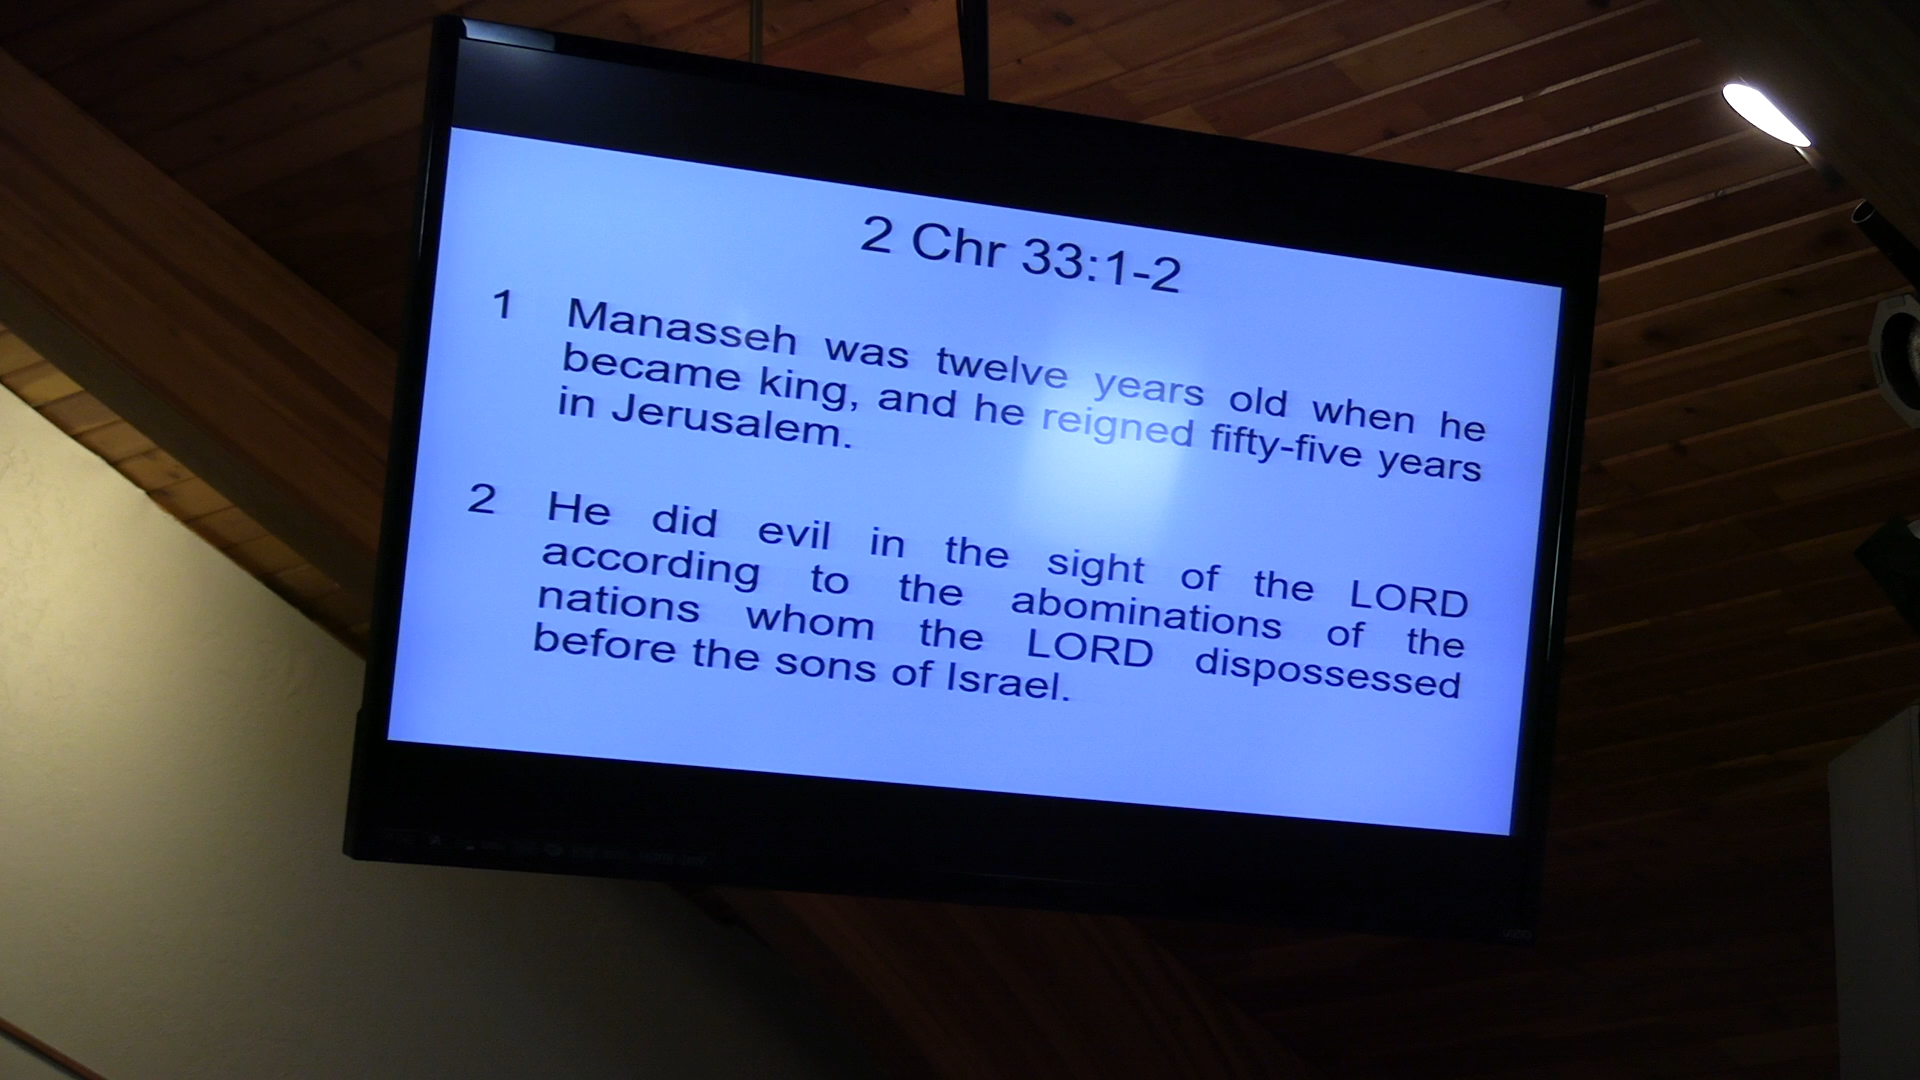 2 Chr 33:1-2
1 Manasseh was twelve years old when he
became king, and he reigned fifty-five years
in Jerusalem.
2 He did evil in the sight of the LORD
according to the abominations of the
nations whom the LORD dispossessed
before the sons of Israel.